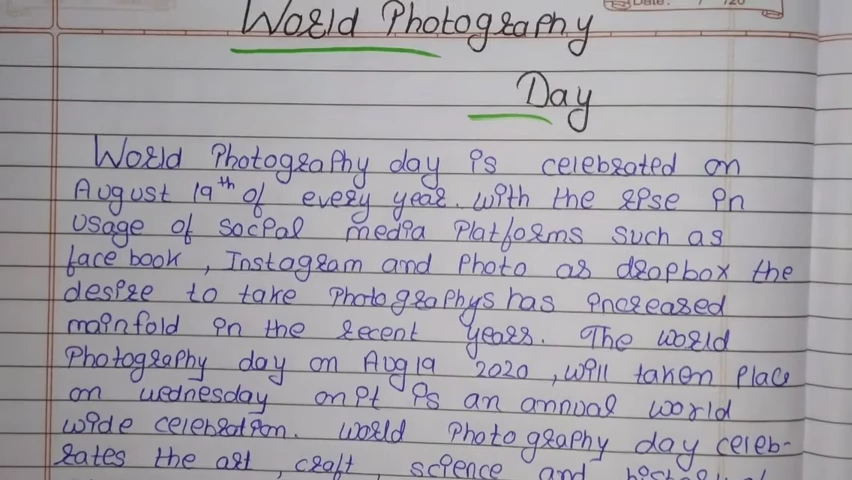 Date: / /20
World Photography
Day
World Photography day is celebrated on
August 19th of every year. with the rise in
usage of social media Platforms such as
face book, Instagram and Photo as dropbox the
desire to take Photographys has increased
mainfold in the recent years. The world
Photography day on Aug 19 2020, will taken Place
on wednesday on it is an annual world
wide celebration. World Photography day celeb-
rates the art, craft, science and